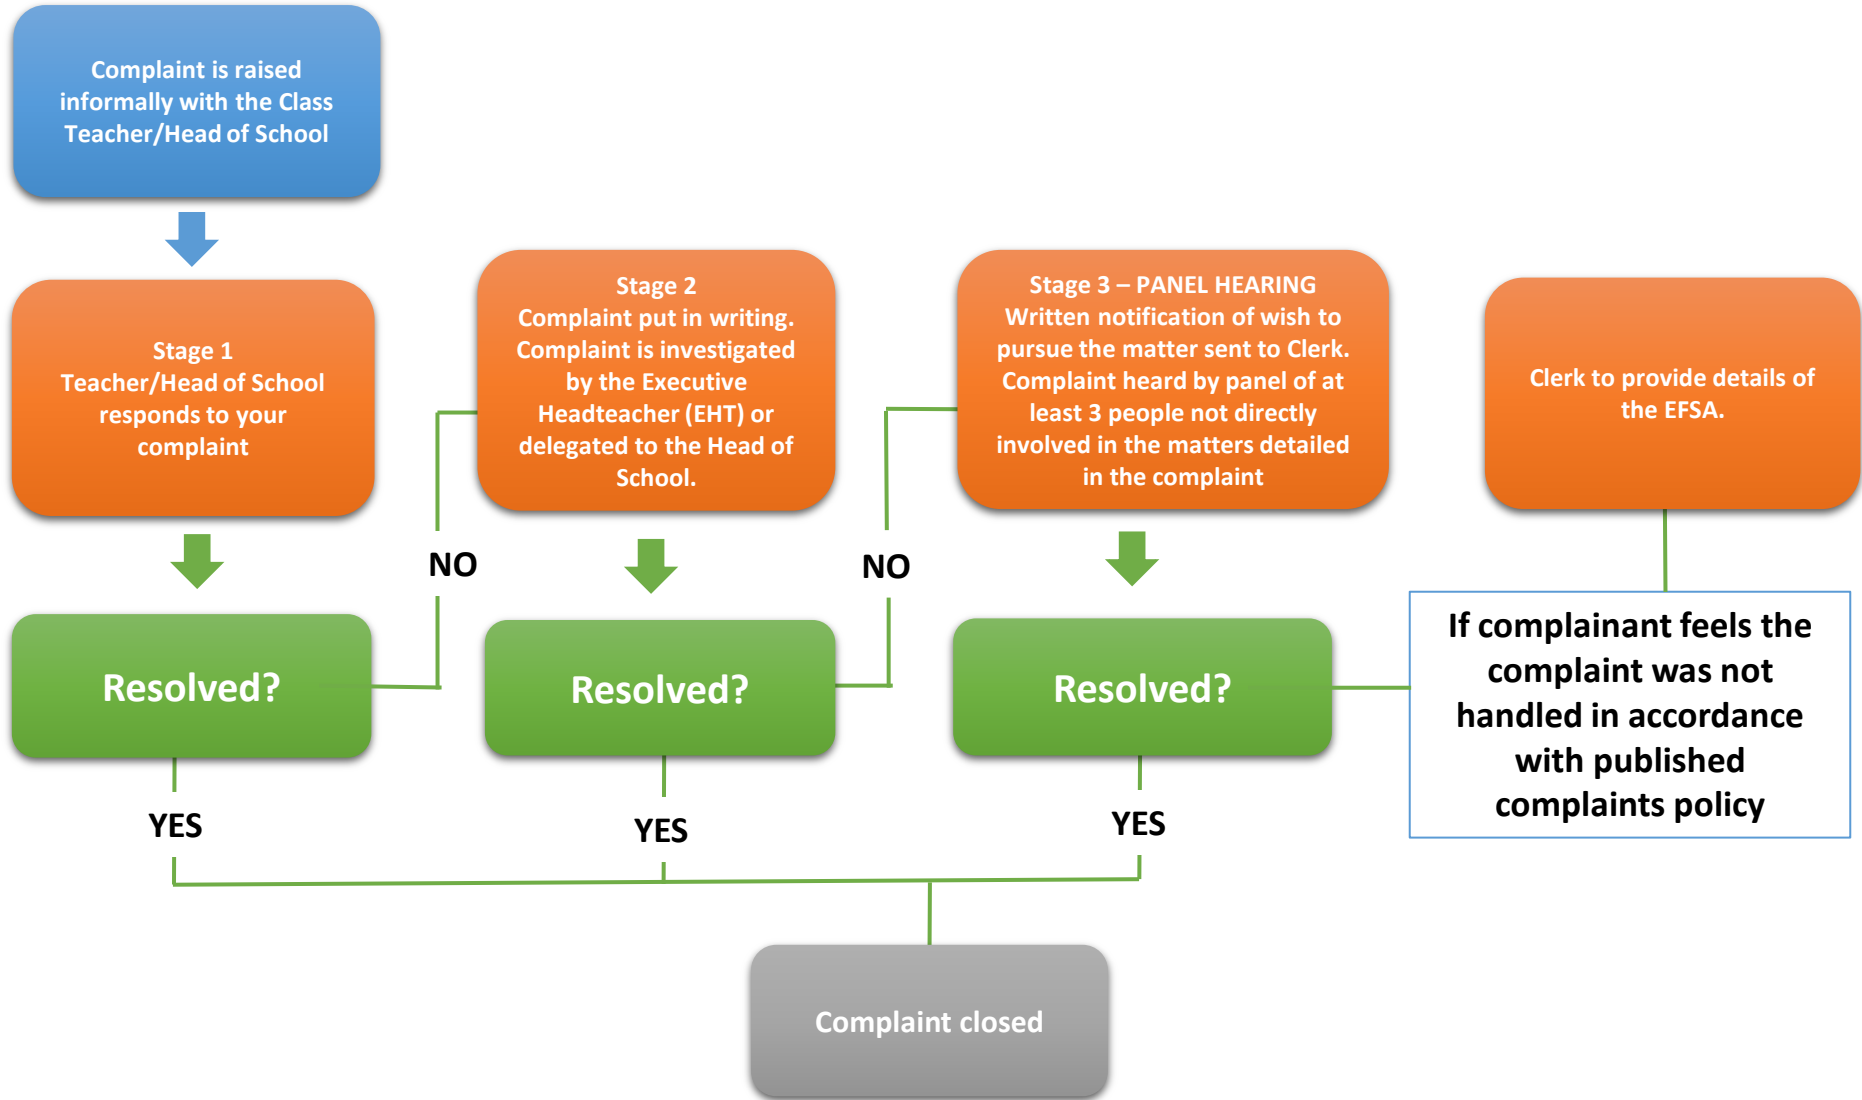 Complaint is raised
informally with the Class
Teacher/Head of School
Stage 1
Teacher/Head of School
responds to your
complaint
Resolved?
YES
NO
Stage 2
Complaint put in writing.
Complaint is investigated
by the Executive
Headteacher (EHT) or
delegated to the Head of
School.
Resolved?
YES
NO
Stage 3 – PANEL HEARING
Written notification of wish to
pursue the matter sent to Clerk.
Complaint heard by panel of at
least 3 people not directly
involved in the matters detailed
in the complaint
Resolved?
YES
If complainant feels the
complaint was not
handled in accordance
with published
complaints policy
Clerk to provide details of
the EFSA.
Complaint closed